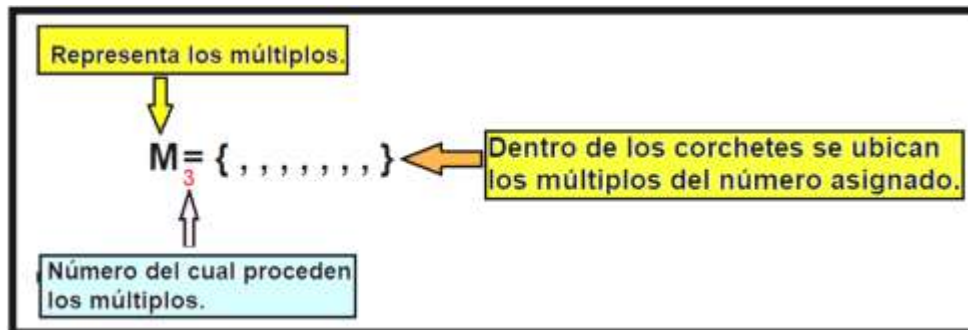 Representa los múltiplos.
M = { , , , , , , , }
3
Dentro de los corchetes se ubican
los múltiplos del número asignado.
Número del cual proceden
los múltiplos.